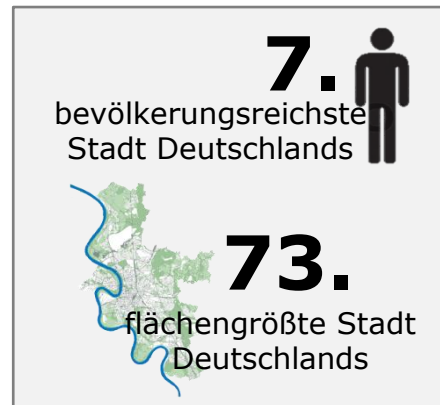 7.
bevölkerungsreichste
Stadt Deutschlands
73.
flächengrößte Stadt
Deutschlands